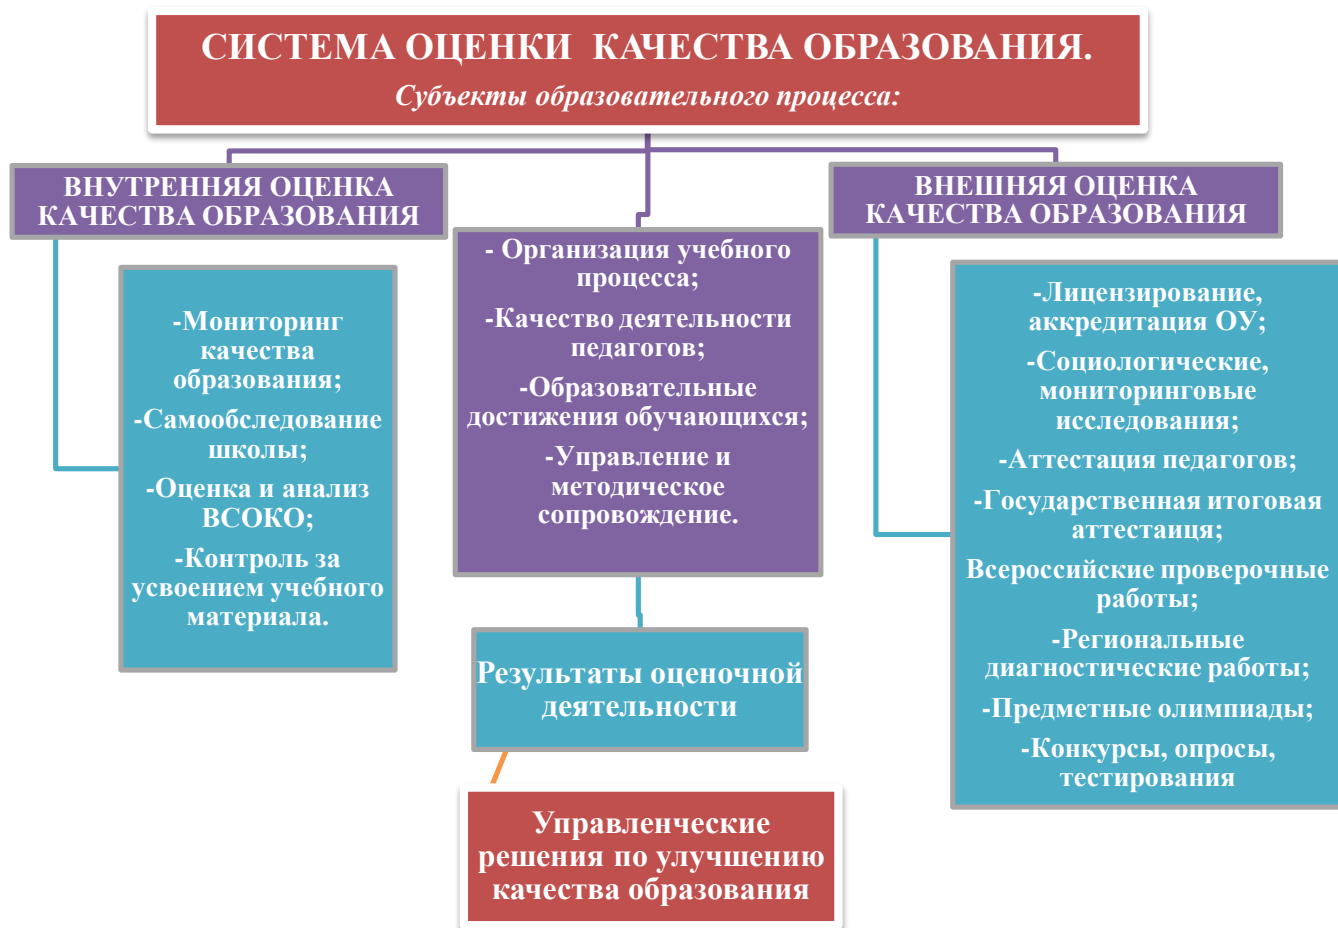 СИСТЕМА ОЦЕНКИ КАЧЕСТВА ОБРАЗОВАНИЯ.
Субъекты образовательного процесса:
ВНУТРЕННЯЯ ОЦЕНКА
КАЧЕСТВА ОБРАЗОВАНИЯ
-Мониторинг
качества
образования;
-Самообследование
школы;
-Оценка и анализ
ВСОКО;
-Контроль за
усвоением учебного
материала.
- Организация учебного
процесса;
-Качество деятельности
педагогов;
-Образовательные
достижения обучающихся;
-Управление и
методическое
сопровождение.
Результаты оценочной
деятельности
Управленческие
решения по улучшению
качества образования
ВНЕШНЯЯ ОЦЕНКА
КАЧЕСТВА ОБРАЗОВАНИЯ
-Лицензирование,
аккредитация ОУ;
-Социологические,
мониторинговые
исследования;
-Аттестация педагогов;
-Государственная итоговая
аттестаиця;
Всероссийские проверочные
работы;
-Региональные
диагностические работы;
-Предметные олимпиады;
-Конкурсы, опросы,
тестирования